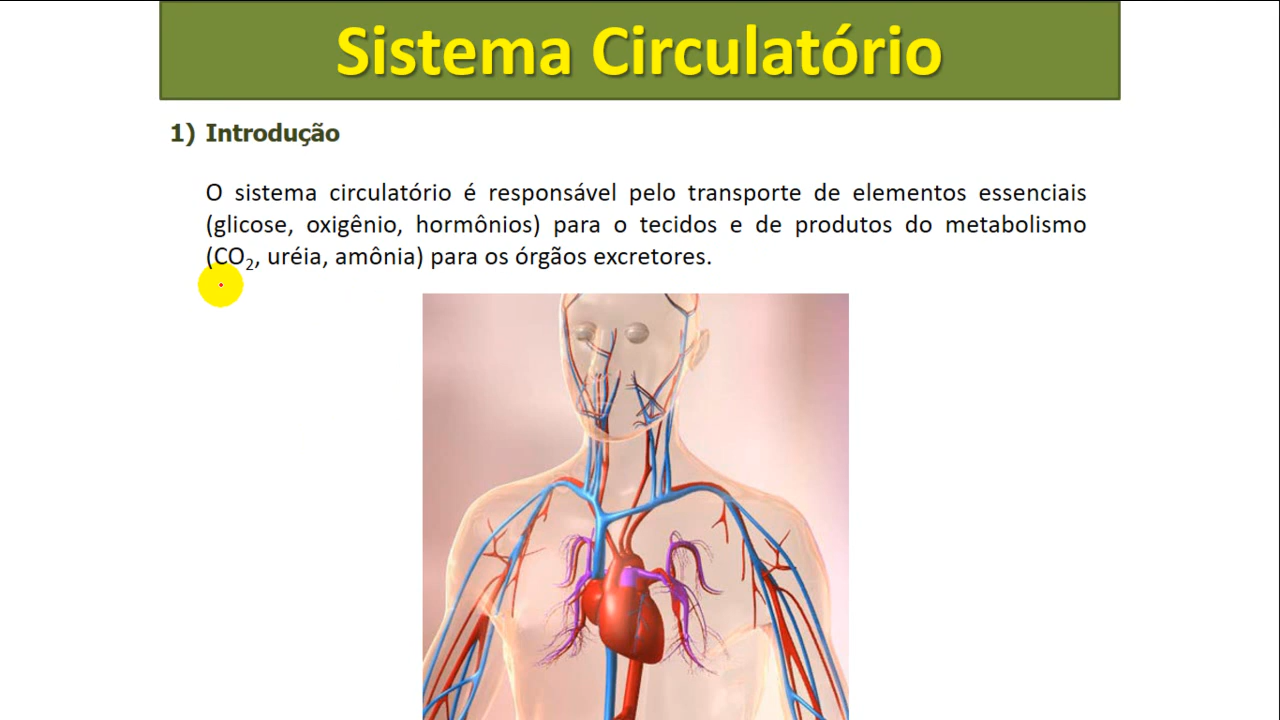 Sistema Circulatório
1) Introdução
O sistema circulatório é responsável pelo transporte de elementos essenciais
(glicose, oxigênio, hormônios) para o tecidos e de produtos do metabolismo
(CO₂, uréia, amônia) para os órgãos excretores.